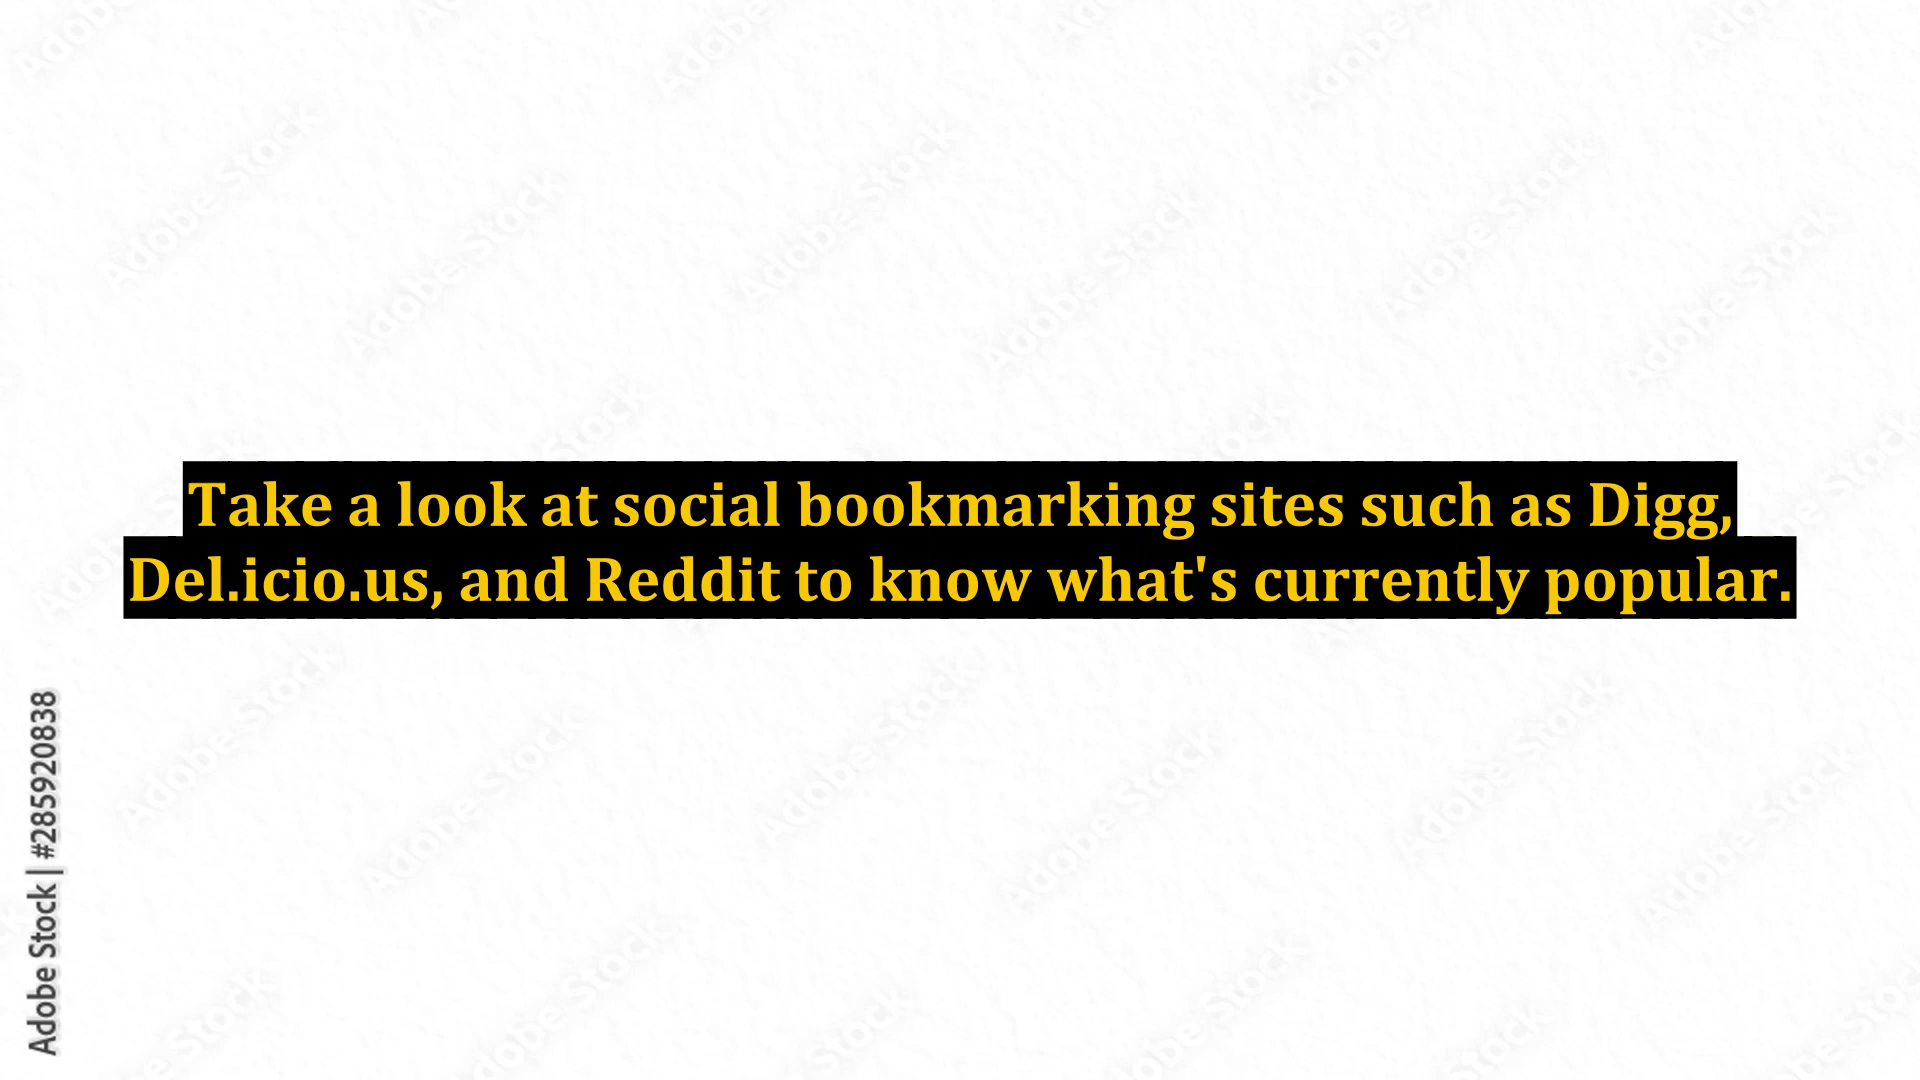 Take a look at social bookmarking sites such as Digg,
Del.icio.us, and Reddit to know what's currently popular.
Adobe Stock | #285920838